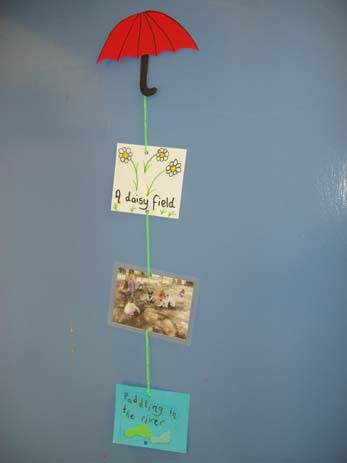 A daisy field
Paddling in
the river